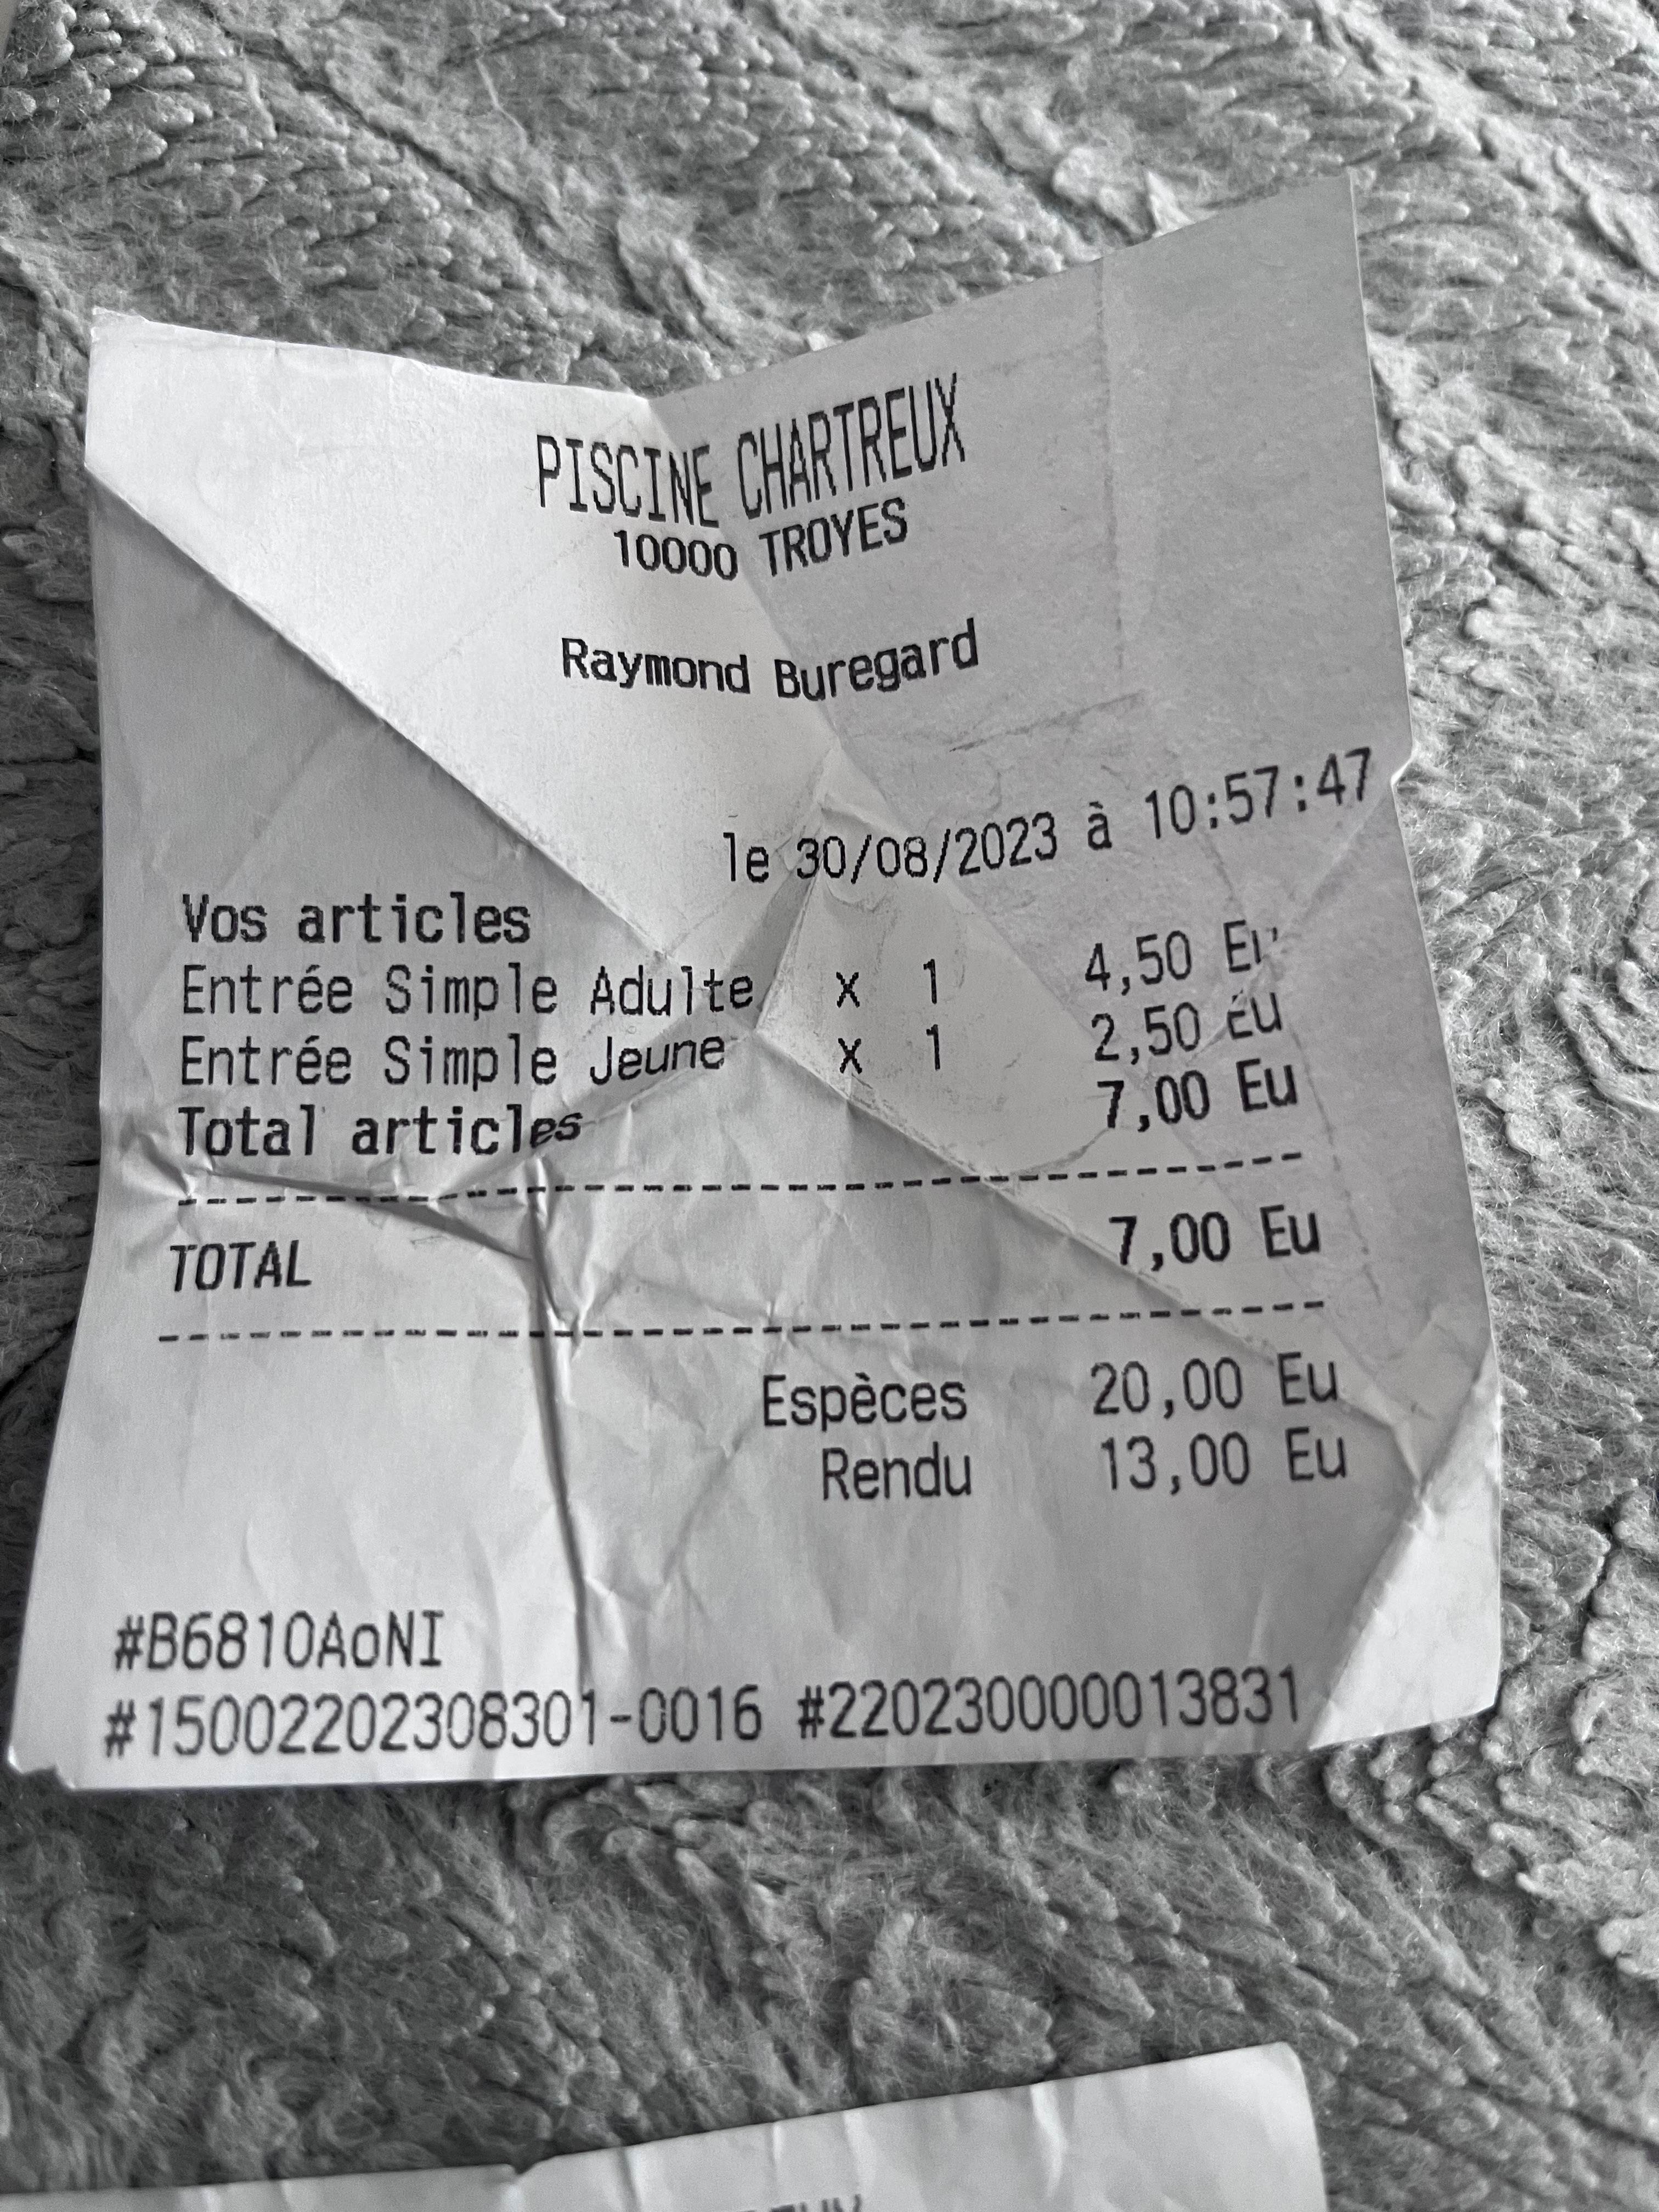 PISCINE CHARTREUX
10000 TROYES
Raymond Buregard
le 30/08/2023 à 10:57:47
Vos articles
Entrée Simple Adulte x 1 4,50 Eu
Entrée Simple Jeune x 1 2,50 Eu
Total articles 7,00 Eu
TOTAL 7,00 Eu
Espèces 20,00 Eu
Rendu 13,00 Eu
#B6810AoNI
#15002202308301-0016 #220230000013831